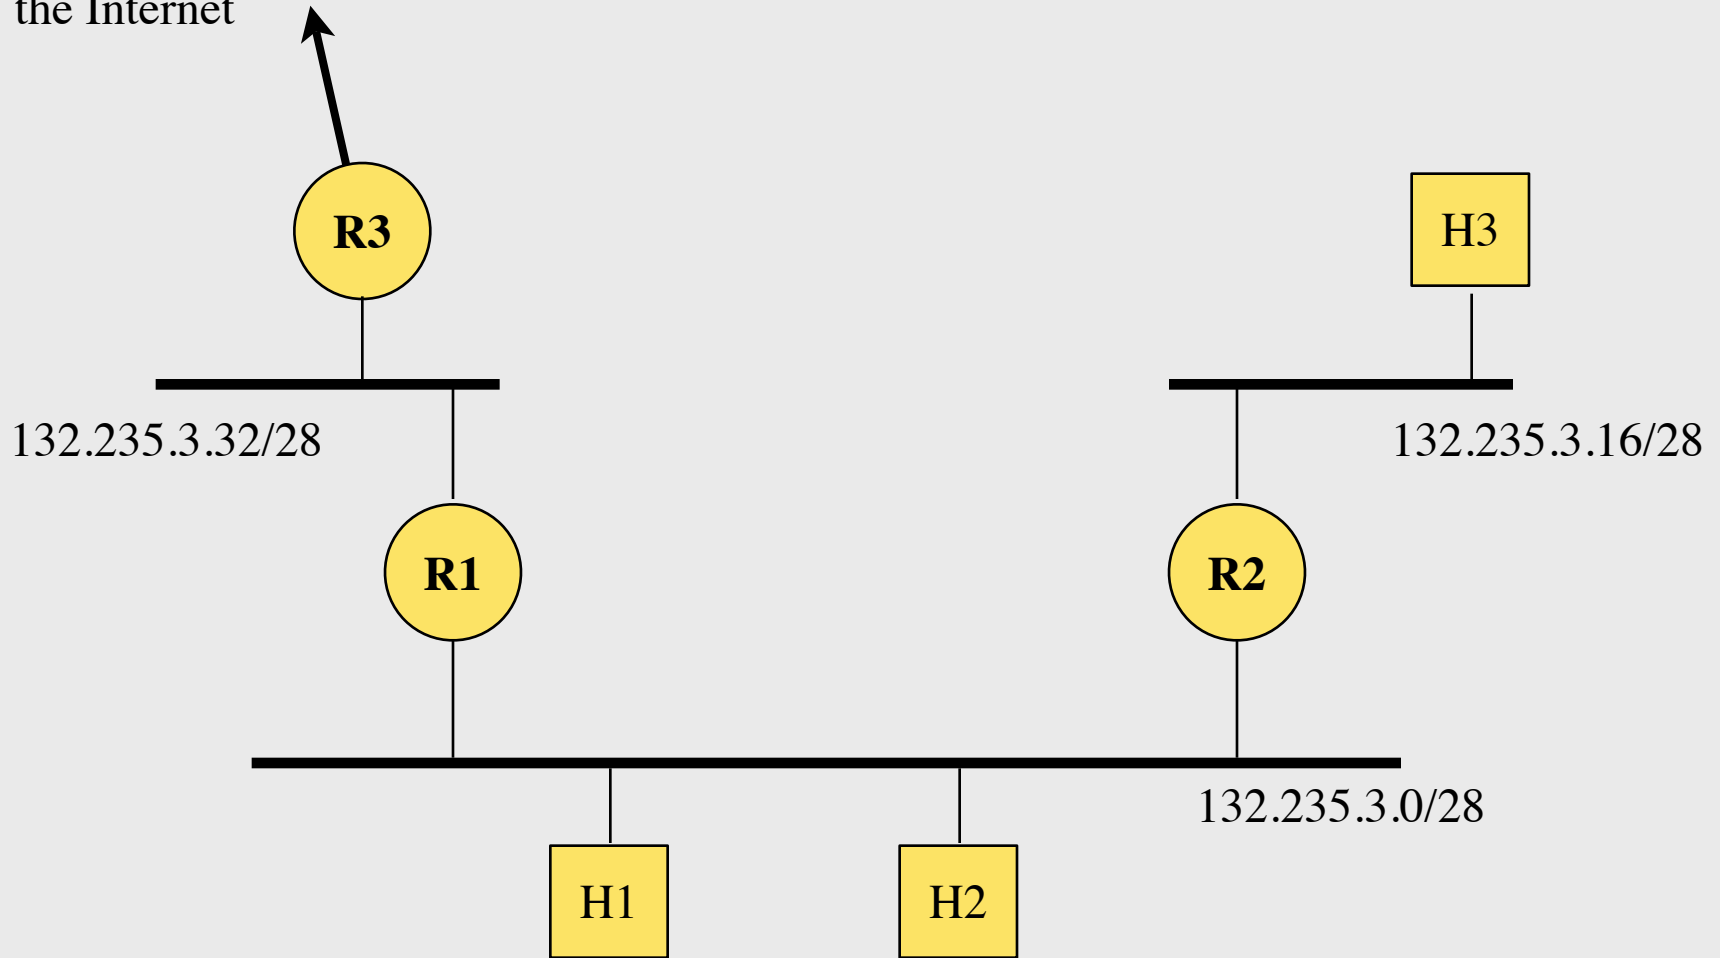 the Internet
R3
H3
132.235.3.32/28
132.235.3.16/28
R1
R2
132.235.3.0/28
H1
H2